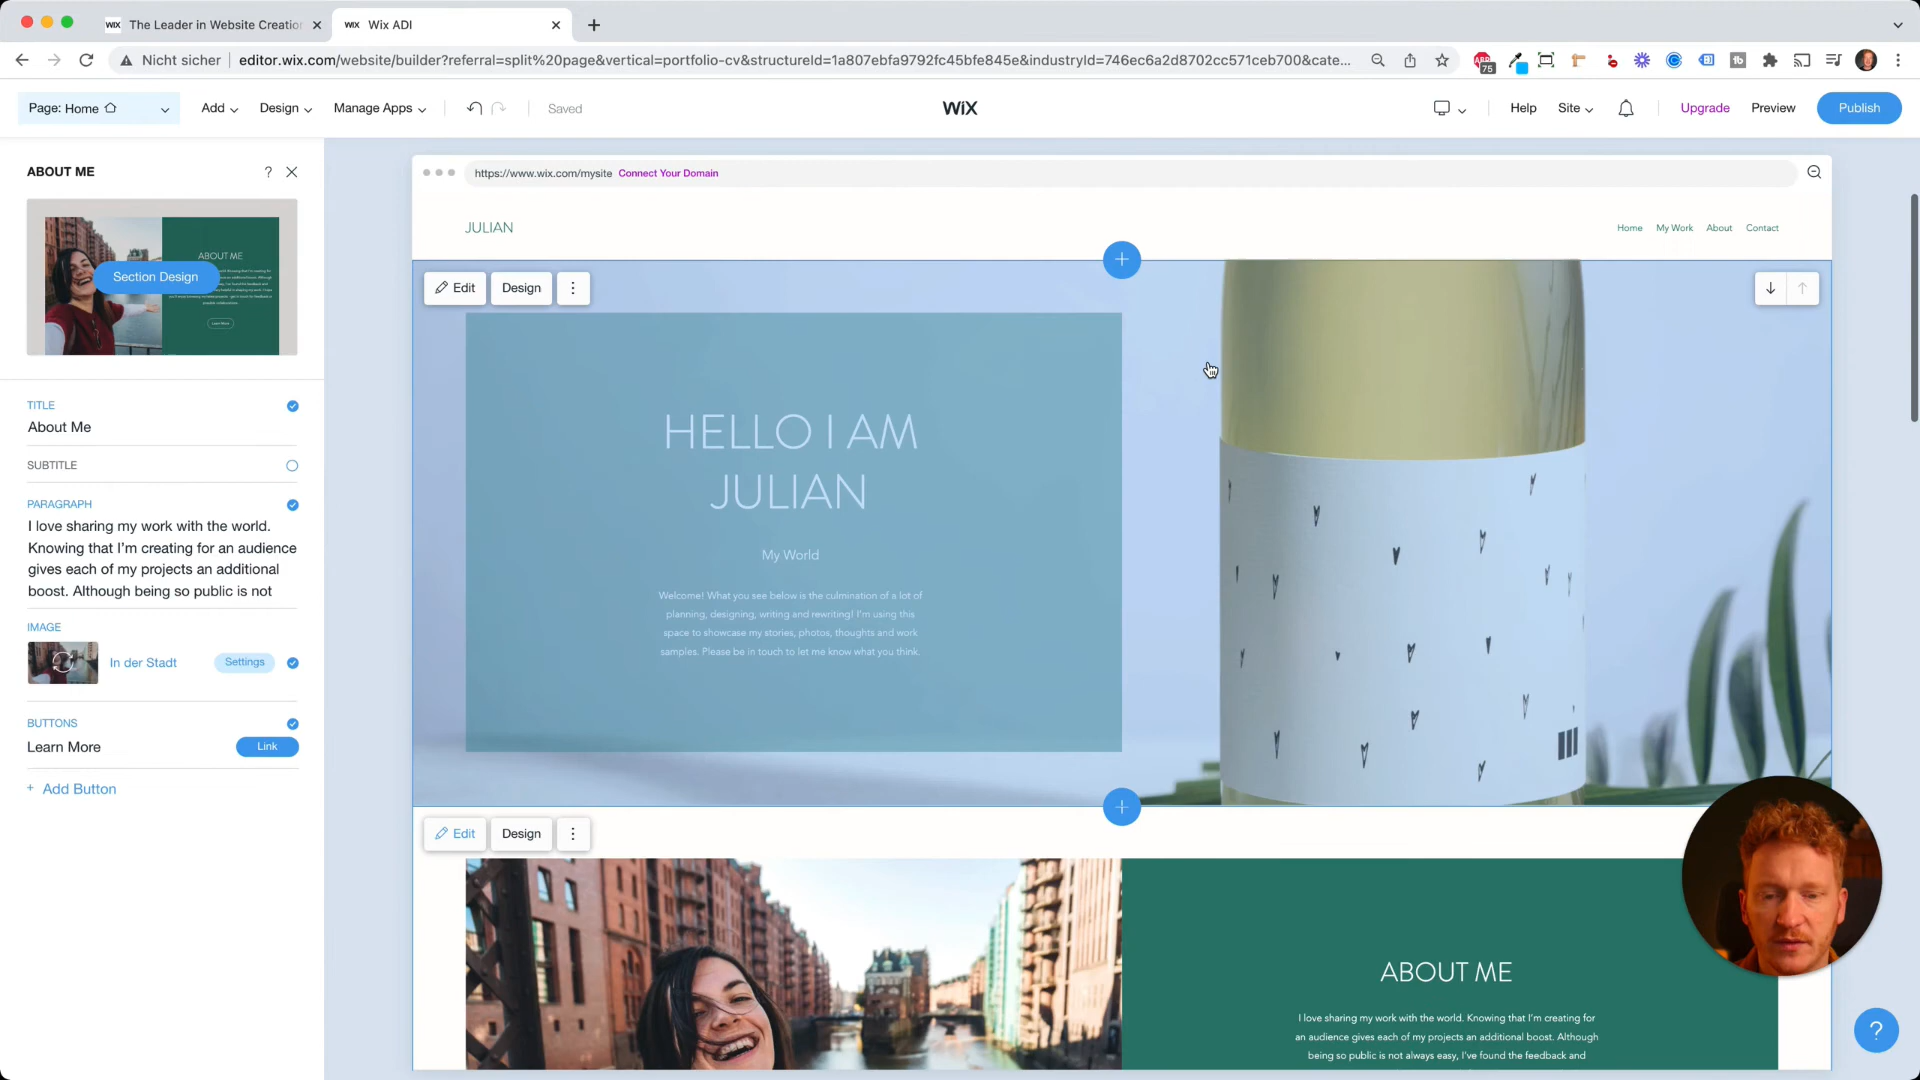 WIX The Leader in Website Creation
WIX Wix ADI
Nicht sicher editor.wix.com/website/builder?referral=split%20page&vertical=portfolio-cv&structureId=1a807ebfa9792fc45bfe845e&industryId=746ec6a2d8702cc571ceb700&cate...
75
Page: Home Add Design Manage Apps Saved WiX Help Site Upgrade Preview Publish
ABOUT ME ?
ABOUT ME
Section Design
Learn More
TITLE
About Me
SUBTITLE
PARAGRAPH
I love sharing my work with the world.
Knowing that I'm creating for an audience
gives each of my projects an additional
boost. Although being so public is not
IMAGE
In der Stadt Settings
BUTTONS
Learn More Link
+ Add Button
https://www.wix.com/mysite Connect Your Domain
JULIAN Home My Work About Contact
Edit Design
HELLO I AM
JULIAN
My World
Welcome! What you see below is the culmination of a lot of
planning, designing, writing and rewriting! I'm using this
space to showcase my stories, photos, thoughts and work
samples. Please be in touch to let me know what you think.
Edit Design
ABOUT ME
I love sharing my work with the world. Knowing that I'm creating for
an audience gives each of my projects an additional boost. Although
being so public is not always easy, I've found the feedback and
?